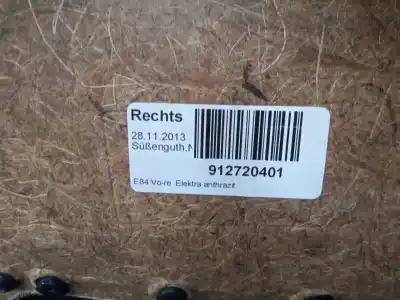 Rechts
28.11.2013
Süßenguth,N
912720401
E84 Vo-re Elektra anthrazit